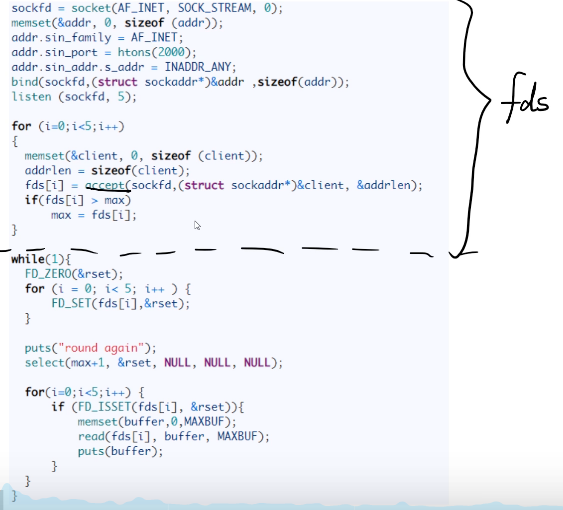 sockfd = socket(AF_INET, SOCK_STREAM, 0);
memset(&addr, 0, sizeof (addr));
addr.sin_family = AF_INET;
addr.sin_port = htons(2000);
addr.sin_addr.s_addr = INADDR_ANY;
bind(sockfd,(struct sockaddr*)&addr ,sizeof(addr));
listen (sockfd, 5);
fds
for (i=0;i<5;i++)
{
memset(&client, 0, sizeof (client));
addrlen = sizeof(client);
fds[i] = accept(sockfd,(struct sockaddr*)&client, &addrlen);
if(fds[i] > max)
max = fds[i];
}
while(1){
FD_ZERO(&rset);
for (i = 0; i< 5; i++ ) {
FD_SET(fds[i],&rset);
}
puts("round again");
select(max+1, &rset, NULL, NULL, NULL);
for(i=0;i<5;i++) {
if (FD_ISSET(fds[i], &rset)){
memset(buffer,0,MAXBUF);
read(fds[i], buffer, MAXBUF);
puts(buffer);
}
}
}